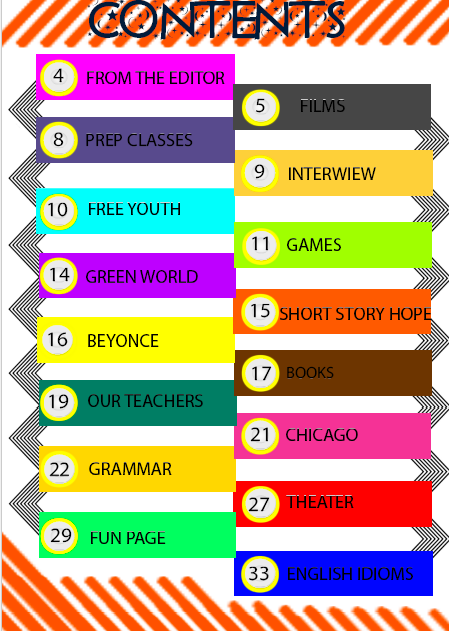 CONTENTS
4 FROM THE EDITOR
5 FILMS
8 PREP CLASSES
9 INTERWIEW
10 FREE YOUTH
11 GAMES
14 GREEN WORLD
15 SHORT STORY HOPE
16 BEYONCE
17 BOOKS
19 OUR TEACHERS
21 CHICAGO
22 GRAMMAR
27 THEATER
29 FUN PAGE
33 ENGLISH IDIOMS